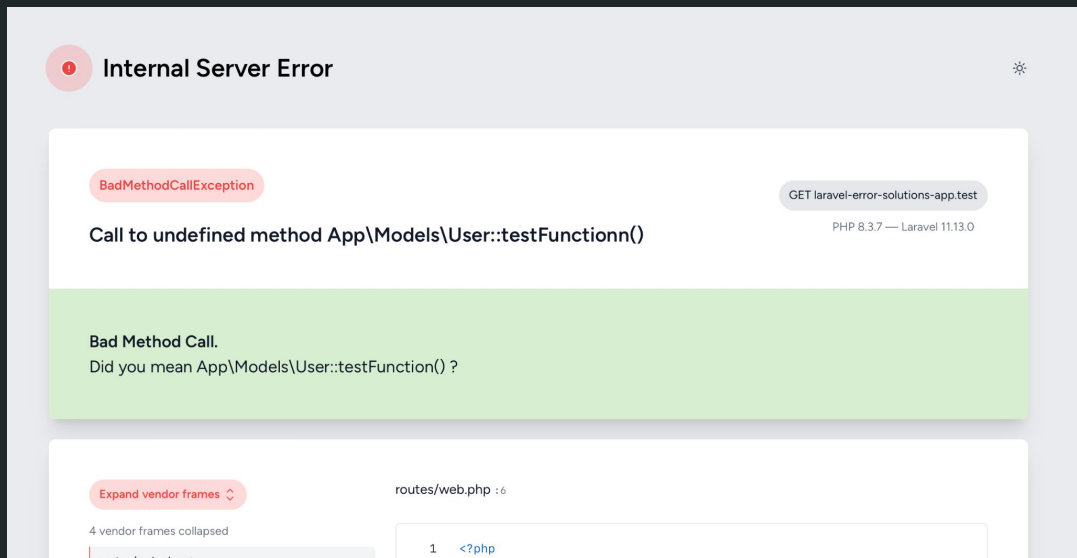 Internal Server Error
BadMethodCallException
GET laravel-error-solutions-app.test
Call to undefined method App\Models\User::testFunctionn()
PHP 8.3.7 — Laravel 11.13.0
Bad Method Call.
Did you mean App\Models\User::testFunction() ?
Expand vendor frames
routes/web.php :6
4 vendor frames collapsed
1 <?php